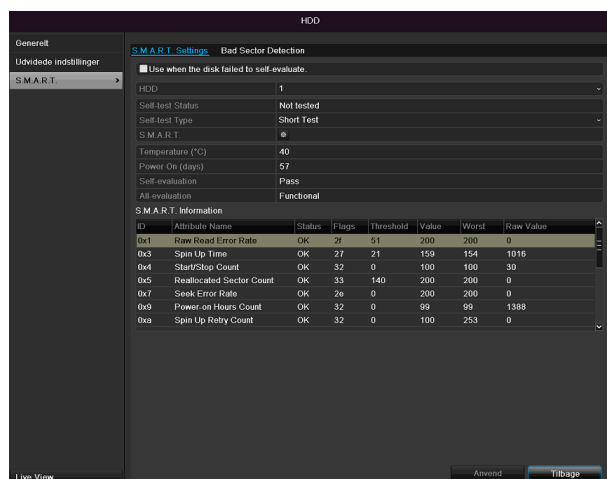 HDD
Generelt
Udvidede indstillinger
S.M.A.R.T. >
S.M.A.R.T. Settings Bad Sector Detection
Use when the disk failed to self-evaluate.
HDD 1
Self-test Status Not tested
Self-test Type Short Test
S.M.A.R.T.
Temperature (°C) 40
Power On (days) 57
Self-evaluation Pass
All-evaluation Functional
S.M.A.R.T. Information
ID Attribute Name Status Flags Threshold Value Worst Raw Value
0x1 Raw Read Error Rate OK 2f 51 200 200 0
0x3 Spin Up Time OK 27 21 159 154 1016
0x4 Start/Stop Count OK 32 0 100 100 30
0x5 Reallocated Sector Count OK 33 140 200 200 0
0x7 Seek Error Rate OK 2e 0 200 200 0
0x9 Power-on Hours Count OK 32 0 99 99 1388
0xa Spin Up Retry Count OK 32 0 100 253 0
Live View
Anvend Tilbage